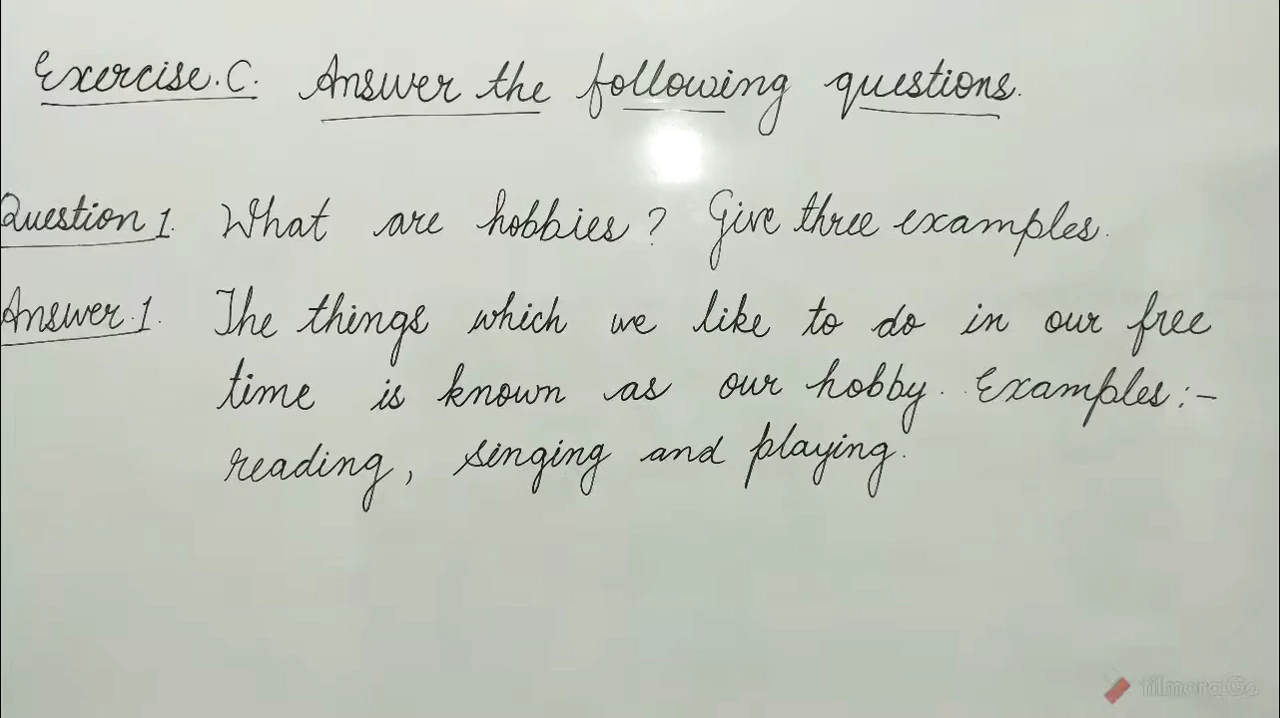 Exercise.C. Answer the following questions.
Question 1. What are hobbies? Give three examples.
Answer.1. The things which we like to do in our free
time is known as our hobby. Examples:-
reading, singing and playing.
filmoraGo